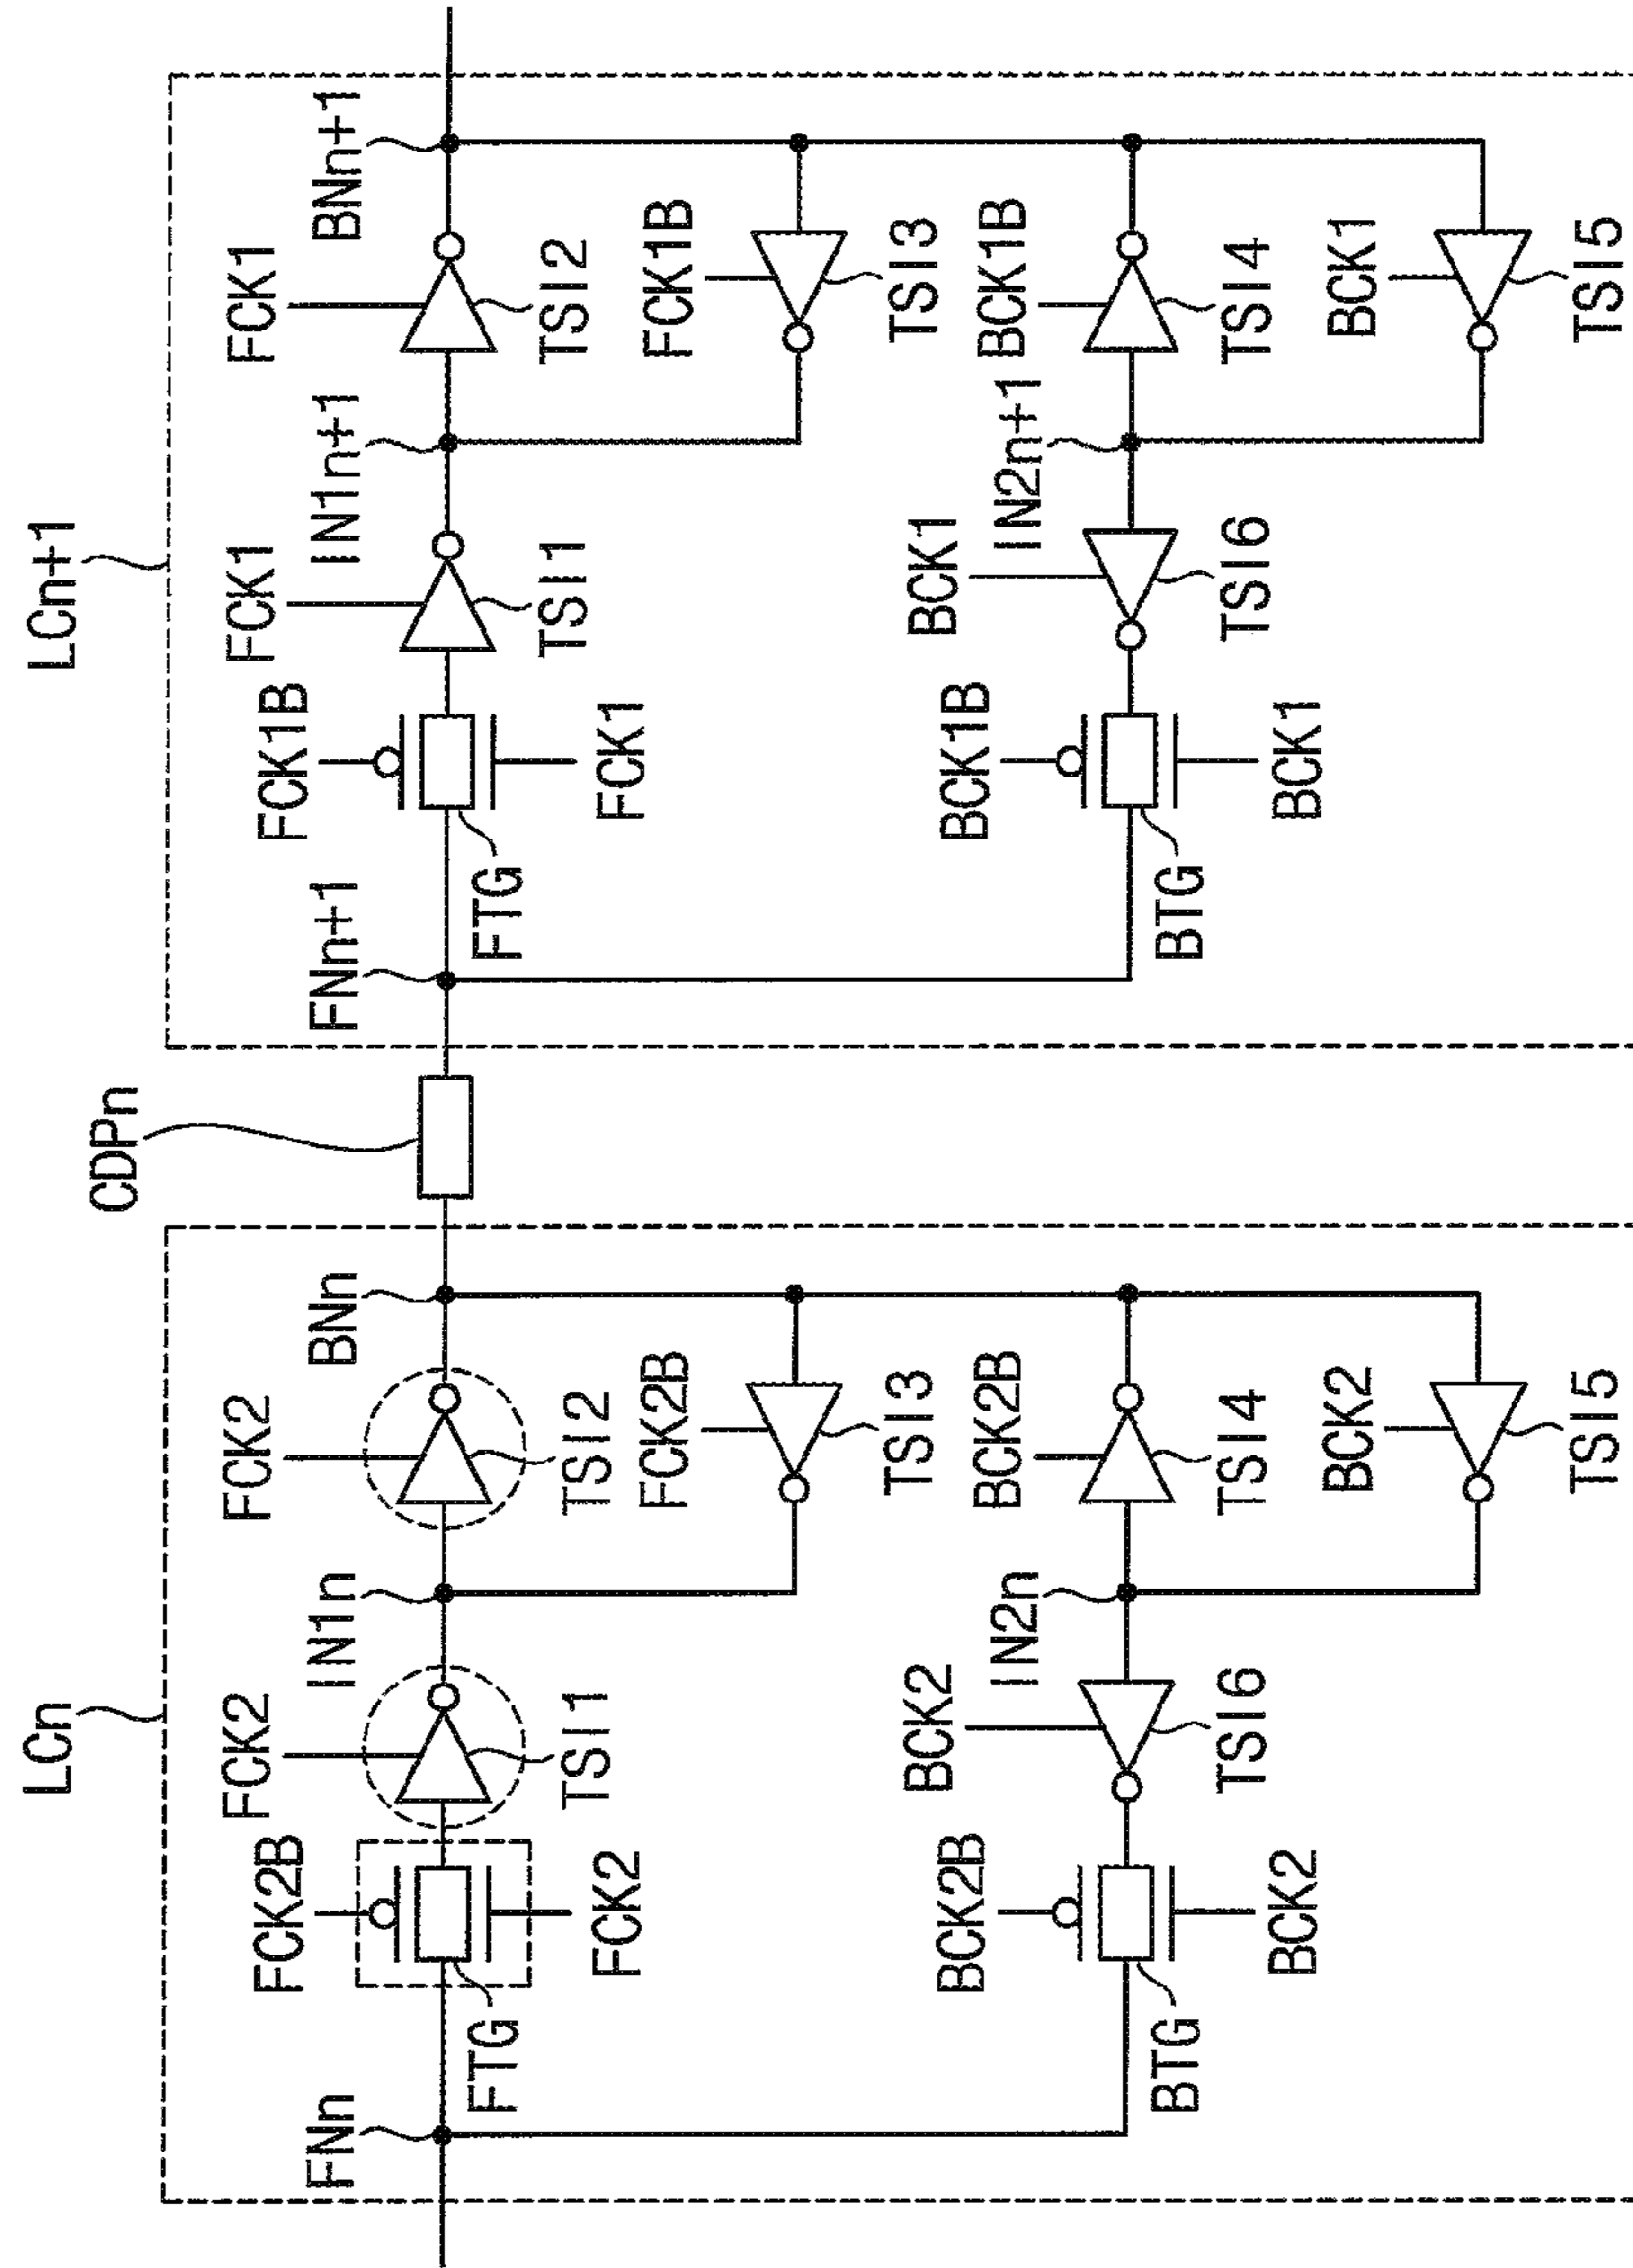 LCn
CDPn
LCn+1
FNn
FCK2B
FTG
FCK2
FCK2
TSI1
IN1n
FCK2
TSI2
BNn
FCK2B
TSI3
BCK2B
BTG
BCK2
BCK2
TSI6
IN2n
BCK2B
TSI4
BCK2
TSI5
FNn+1
FCK1B
FTG
FCK1
FCK1
TSI1
IN1n+1
FCK1
TSI2
BNn+1
FCK1B
TSI3
BCK1B
BTG
BCK1
BCK1
TSI6
IN2n+1
BCK1B
TSI4
BCK1
TSI5